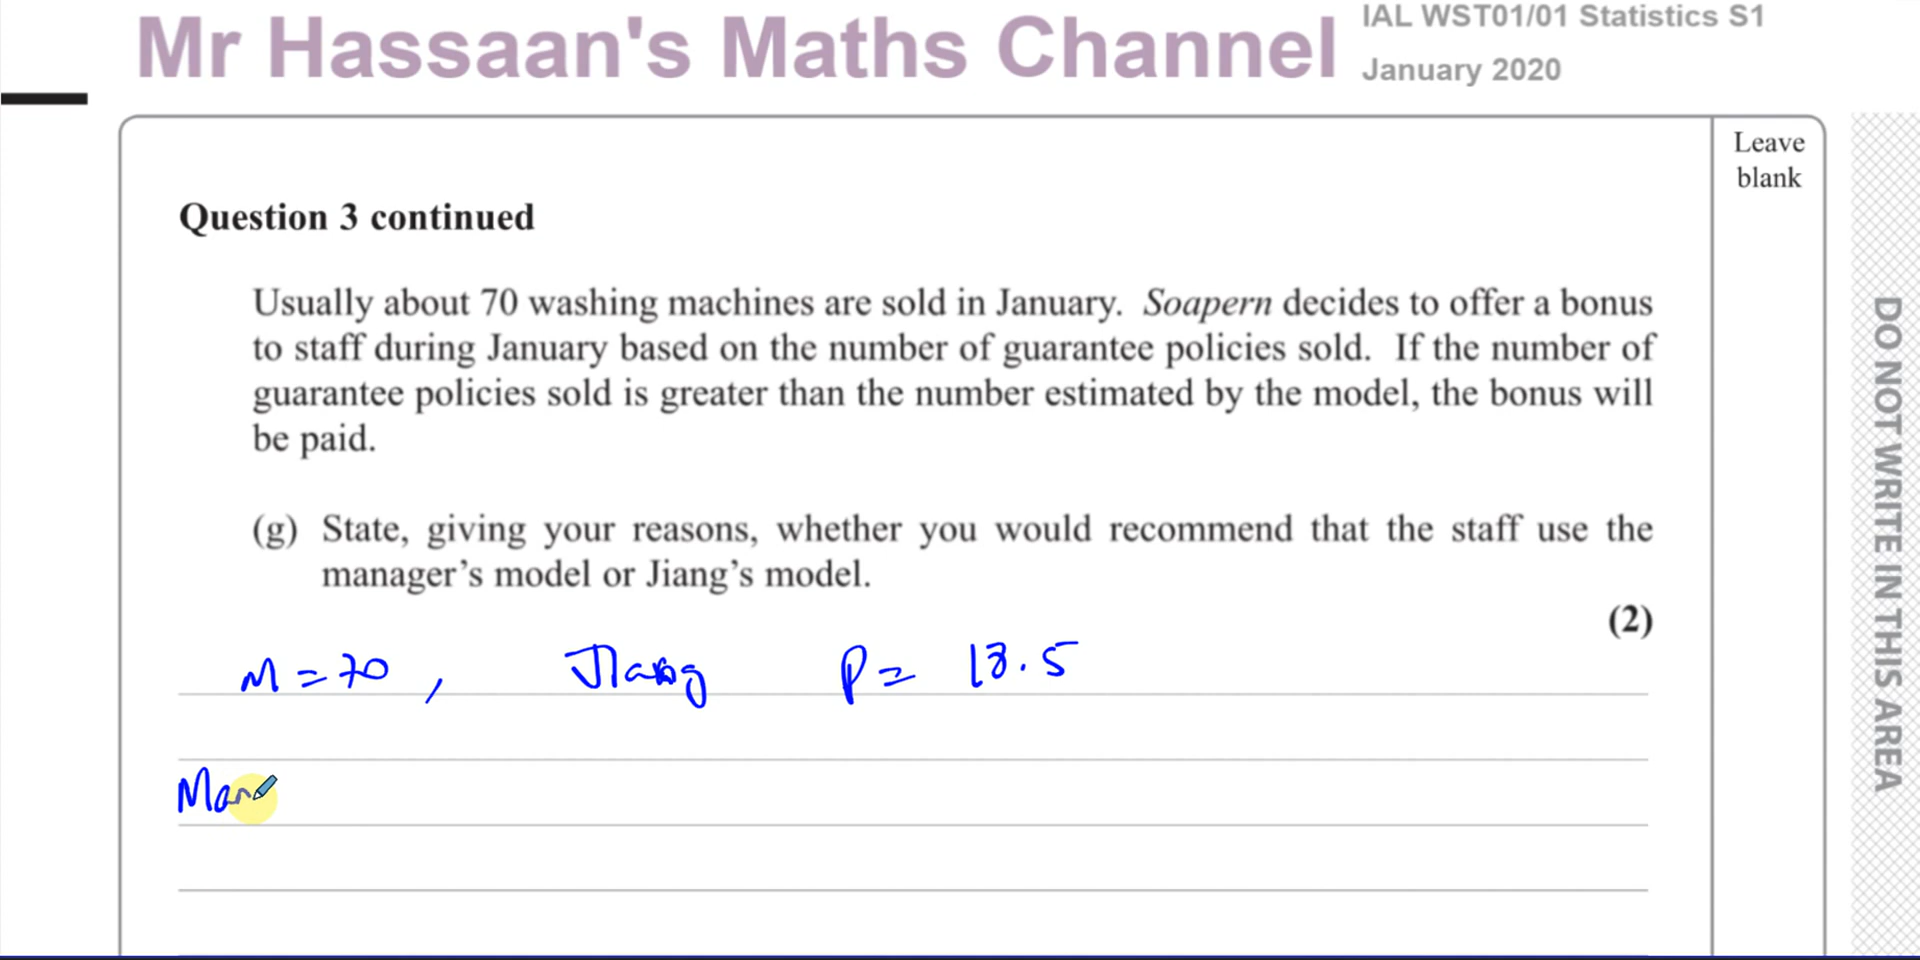 Mr Hassaan's Maths Channel
IAL WST01/01 Statistics S1
January 2020
Leave
blank
Question 3 continued
Usually about 70 washing machines are sold in January. Soapern decides to offer a bonus
to staff during January based on the number of guarantee policies sold. If the number of
guarantee policies sold is greater than the number estimated by the model, the bonus will
be paid.
(g) State, giving your reasons, whether you would recommend that the staff use the
manager’s model or Jiang’s model.
(2)
M = 70 , Jiang P = 13.5
Man
DO NOT WRITE IN THIS AREA